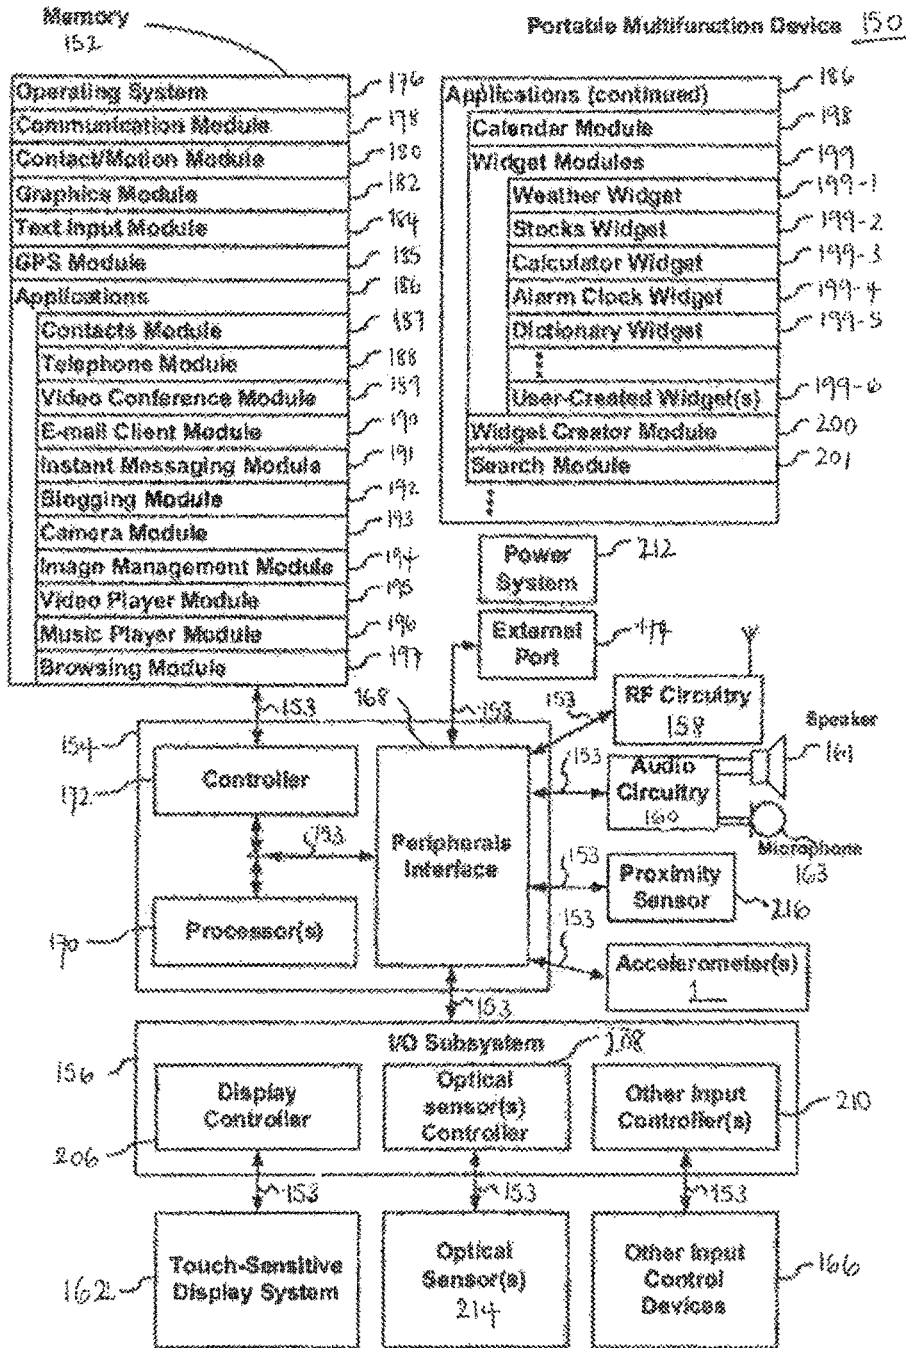 Memory
152
Portable Multifunction Device 150
Operating System 176
Communication Module 178
Contact/Motion Module 180
Graphics Module 182
Text Input Module 184
GPS Module 185
Applications 186
Contacts Module 187
Telephone Module 188
Video Conference Module 189
E-mail Client Module 190
Instant Messaging Module 191
Blogging Module 192
Camera Module 193
Image Management Module 194
Video Player Module 195
Music Player Module 196
Browsing Module 197
Applications (continued) 186
Calendar Module 198
Widget Modules 199
Weather Widget 199-1
Stocks Widget 199-2
Calculator Widget 199-3
Alarm Clock Widget 199-4
Dictionary Widget 199-5
User-Created Widget(s) 199-6
Widget Creator Module 200
Search Module 201
Power
System
212
External
Port
RF Circuitry
158
Speaker
Audio
Circuitry
160
Microphone
163
Proximity
Sensor
216
Accelarometer(s)
1
153
153
153
153
153
153
153
153
168
154
Controller
172
Peripherals
Interface
Processor(s)
170
I/O Subsystem
156
Display
Controller
206
Optical
sensor(s)
Controller
Other Input
Controller(s)
210
153
153
153
Touch-Sensitive
Display System
162
Optical
Sensor(s)
214
Other Input
Control
Devices
166